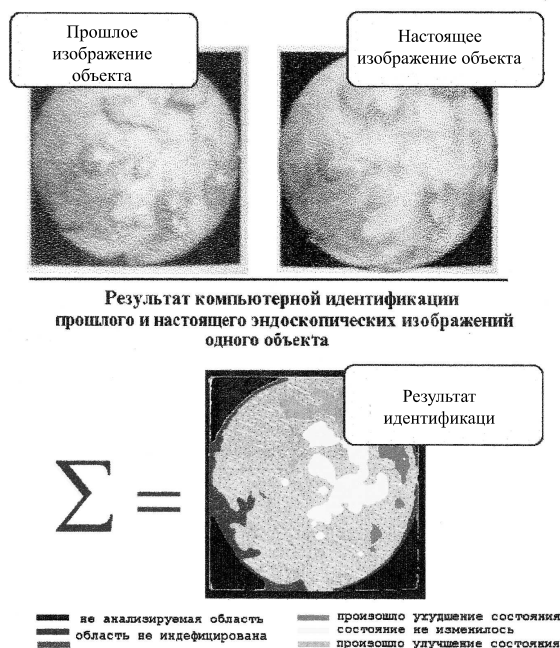 Прошлое
изображение
объекта
Настоящее
изображение объекта
Результат компьютерной идентификации
прошлого и настоящего эндоскопических изображений
одного объекта
Результат
идентификаци
Σ =
не анализируемая область
область не индефицирована
произошло ухудшение состояния
состояние не изменилось
произошло улучшение состояния